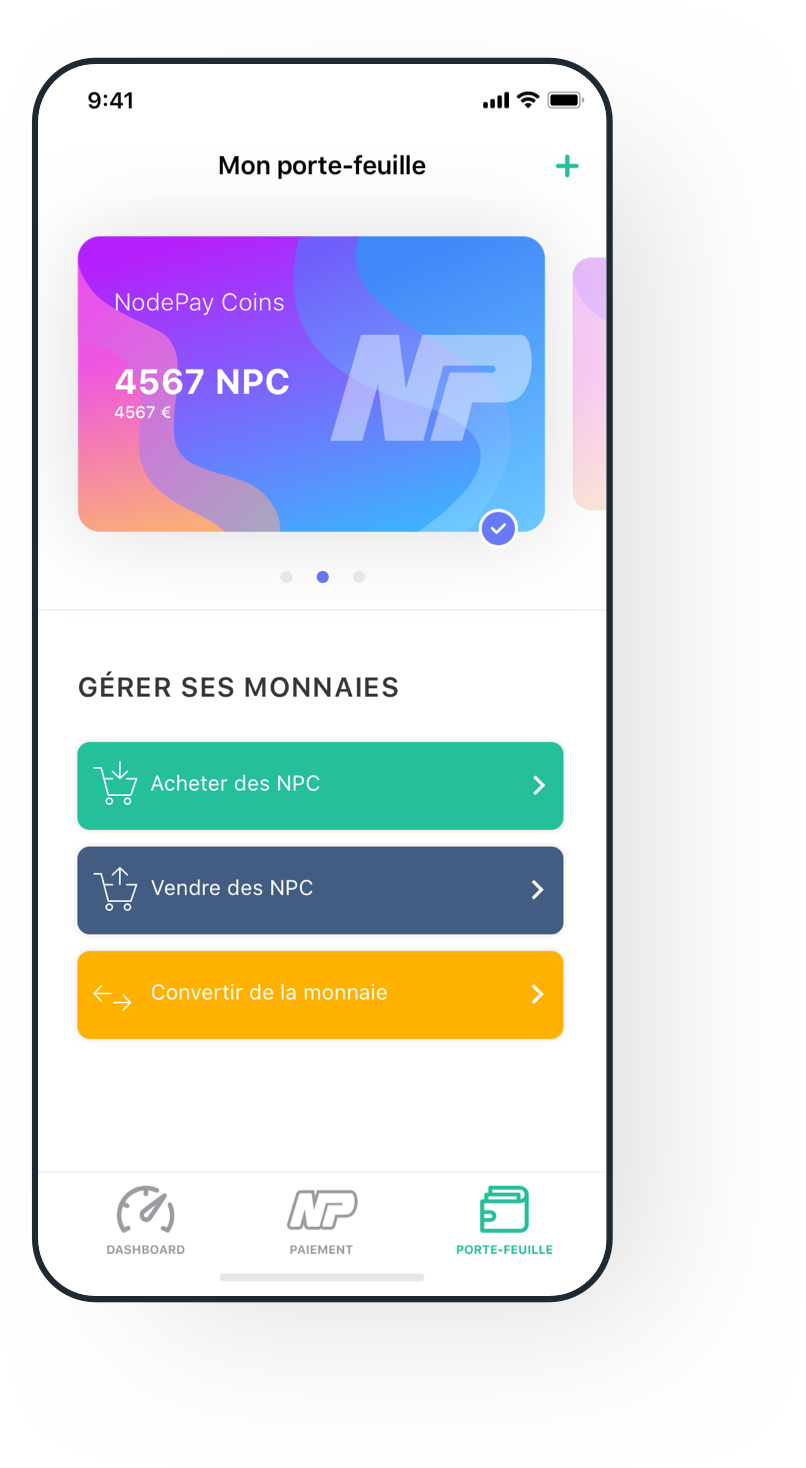 9:41
Mon porte-feuille
NodePay Coins
4567 NPC
4567 €
NP
GÉRER SES MONNAIES
Acheter des NPC
Vendre des NPC
Convertir de la monnaie
NP
DASHBOARD
PAIEMENT
PORTE-FEUILLE